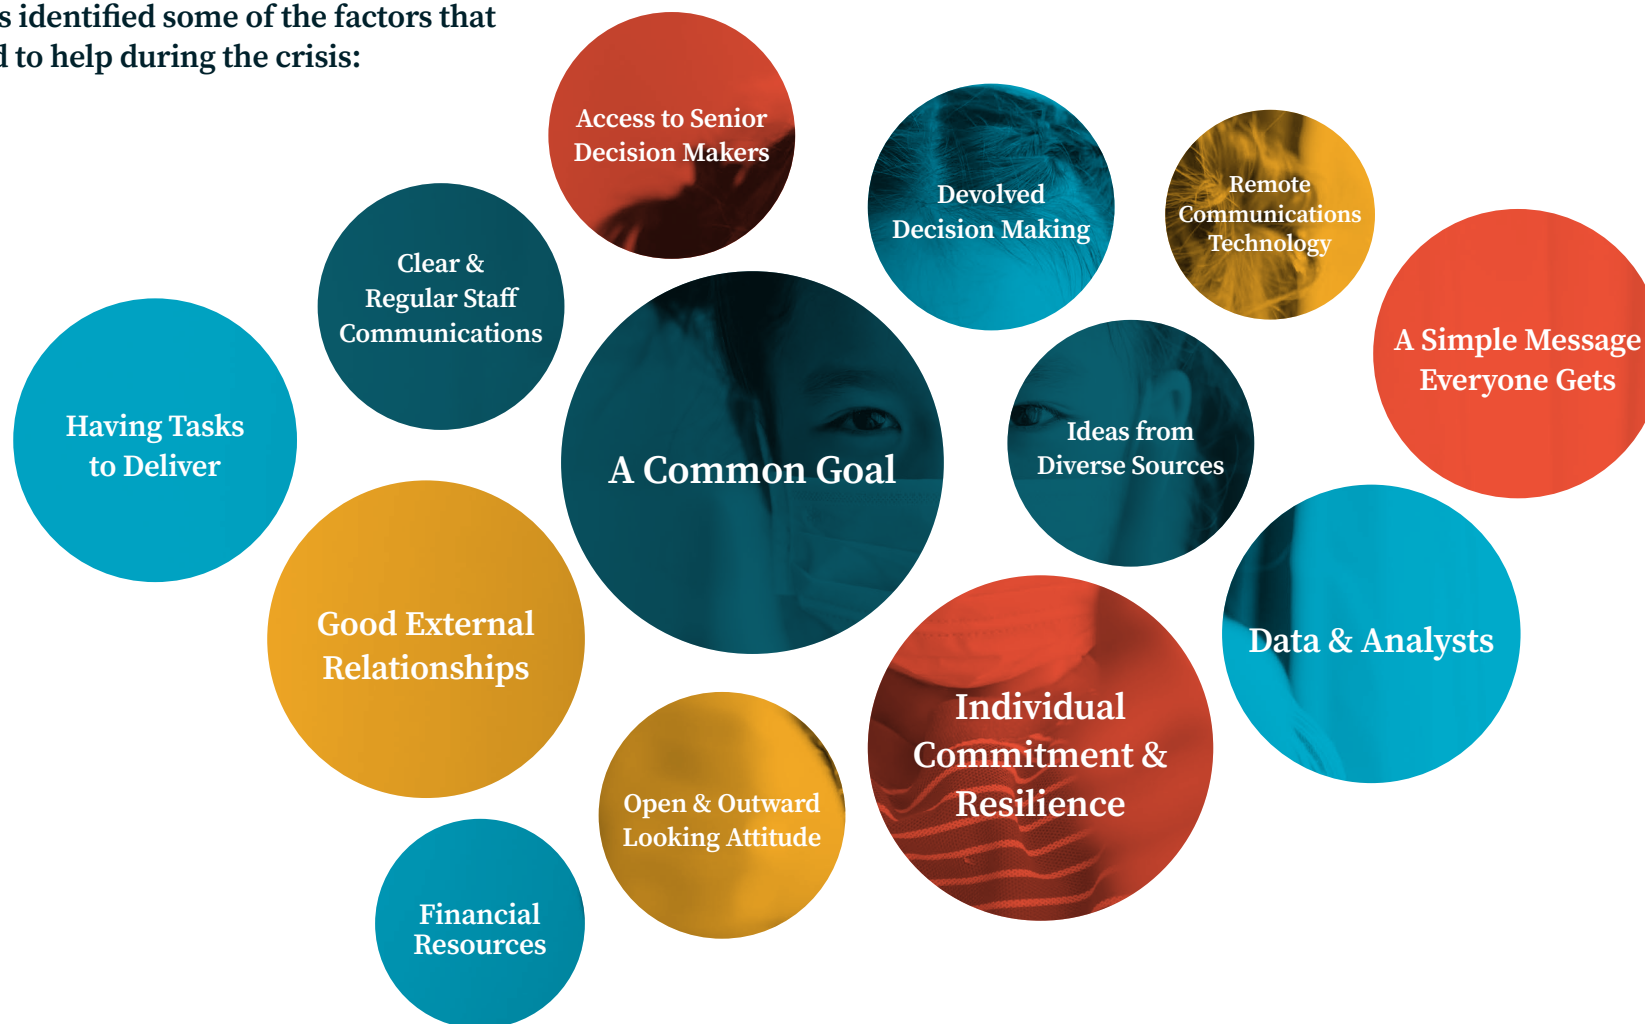 s identified some of the factors that
to help during the crisis:
Access to Senior
Decision Makers
Devolved
Decision Making
Remote
Communications
Technology
Clear &
Regular Staff
Communications
A Simple Message
Everyone Gets
Having Tasks
to Deliver
A Common Goal
Ideas from
Diverse Sources
Good External
Relationships
Data & Analysts
Individual
Commitment &
Resilience
Open & Outward
Looking Attitude
Financial
Resources